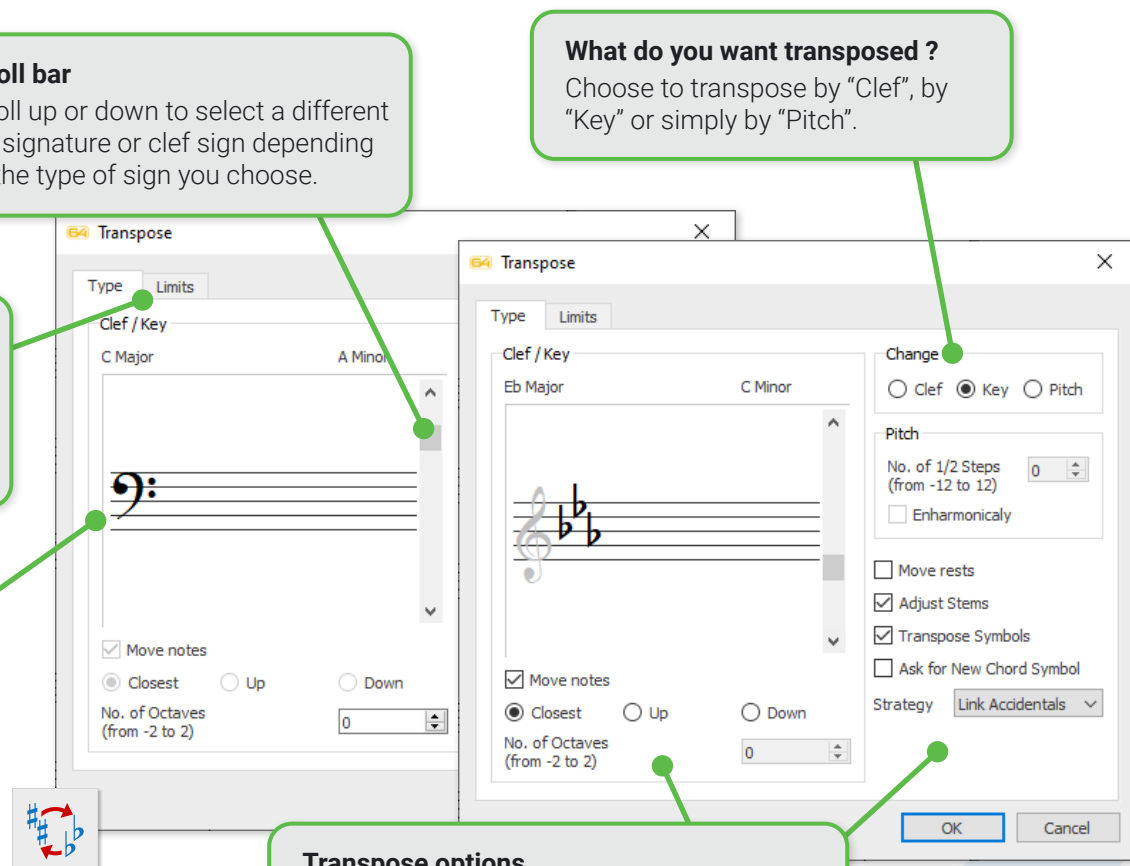 oll bar
oll up or down to select a different
signature or clef sign depending
the type of sign you choose.
What do you want transposed ?
Choose to transpose by “Clef”, by
“Key” or simply by “Pitch”.
64 Transpose
Type Limits
Clef / Key
C Major A Minor
Move notes
Closest Up Down
No. of Octaves
(from -2 to 2)
0
64 Transpose
Type Limits
Clef / Key
Eb Major C Minor
Move notes
Closest Up Down
No. of Octaves
(from -2 to 2)
0
Change
Clef Key Pitch
Pitch
No. of 1/2 Steps
(from -12 to 12)
0
Enharmonicaly
Move rests
Adjust Stems
Transpose Symbols
Ask for New Chord Symbol
Strategy Link Accidentals
OK Cancel
Transpose options